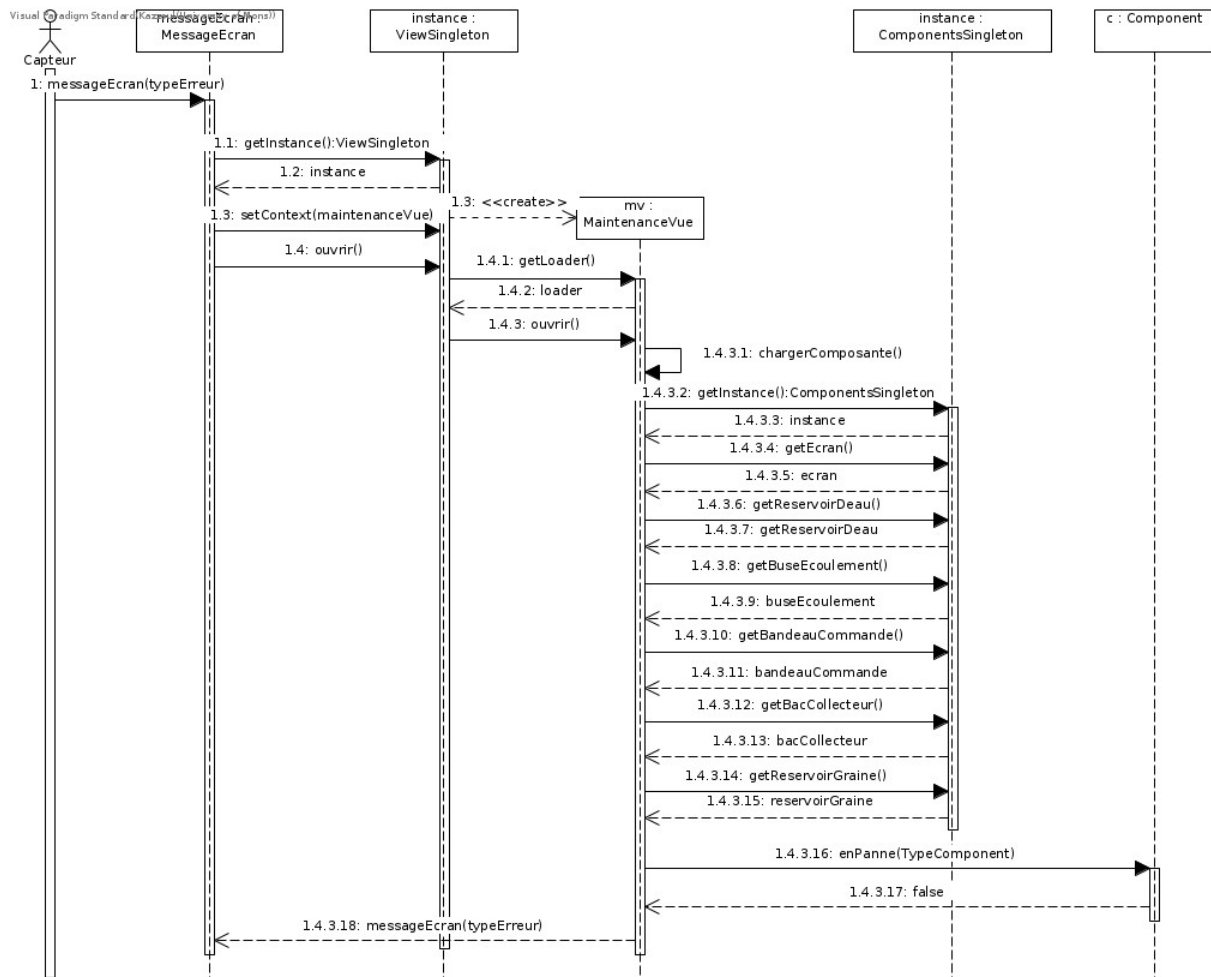 Visual Paradigm Standard
messageEcran :
MessageEcran
instance :
ViewSingleton
instance :
ComponentsSingleton
c : Component
Capteur
1: messageEcran(typeErreur)
1.1: getInstance():ViewSingleton
1.2: instance
1.3: <<create>>
mv :
MaintenanceVue
1.3: setContext(maintenanceVue)
1.4: ouvrir()
1.4.1: getLoader()
1.4.2: loader
1.4.3: ouvrir()
1.4.3.1: chargerComposante()
1.4.3.2: getInstance():ComponentsSingleton
1.4.3.3: instance
1.4.3.4: getEcran()
1.4.3.5: ecran
1.4.3.6: getReservoirDeau()
1.4.3.7: getReservoirDeau
1.4.3.8: getBuseEcoulement()
1.4.3.9: buseEcoulement
1.4.3.10: getBandeauCommande()
1.4.3.11: bandeauCommande
1.4.3.12: getBacCollecteur()
1.4.3.13: bacCollecteur
1.4.3.14: getReservoirGraine()
1.4.3.15: reservoirGraine
1.4.3.16: enPanne(TypeComponent)
1.4.3.17: false
1.4.3.18: messageEcran(typeErreur)